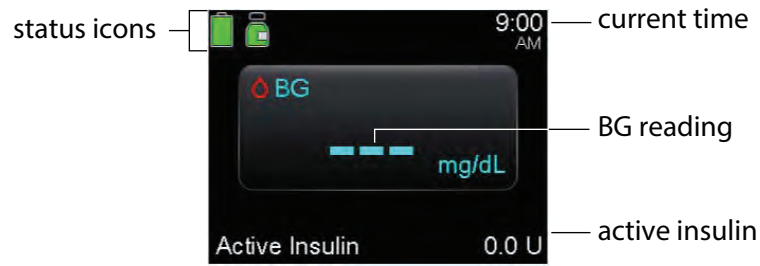 status icons
9:00
AM
current time
BG
---
BG reading
mg/dL
Active Insulin 0.0 U
active insulin